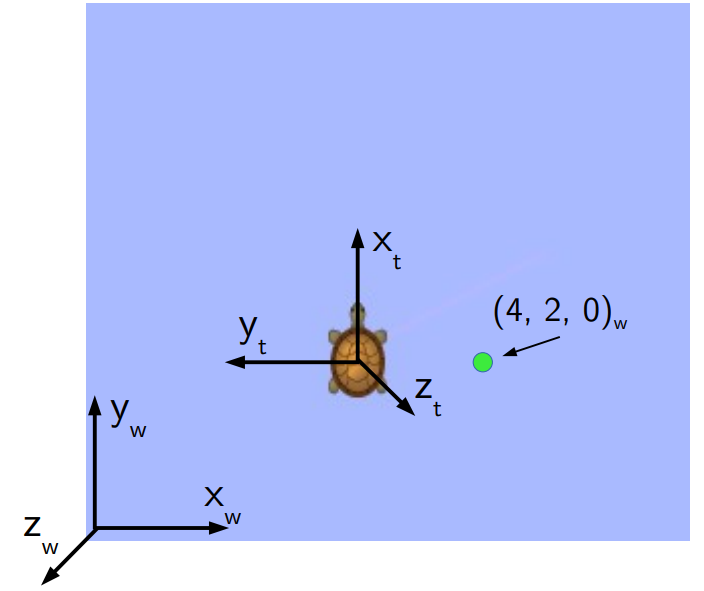 x_t
(4, 2, 0)_w
y_t
z_t
y_w
x_w
z_w